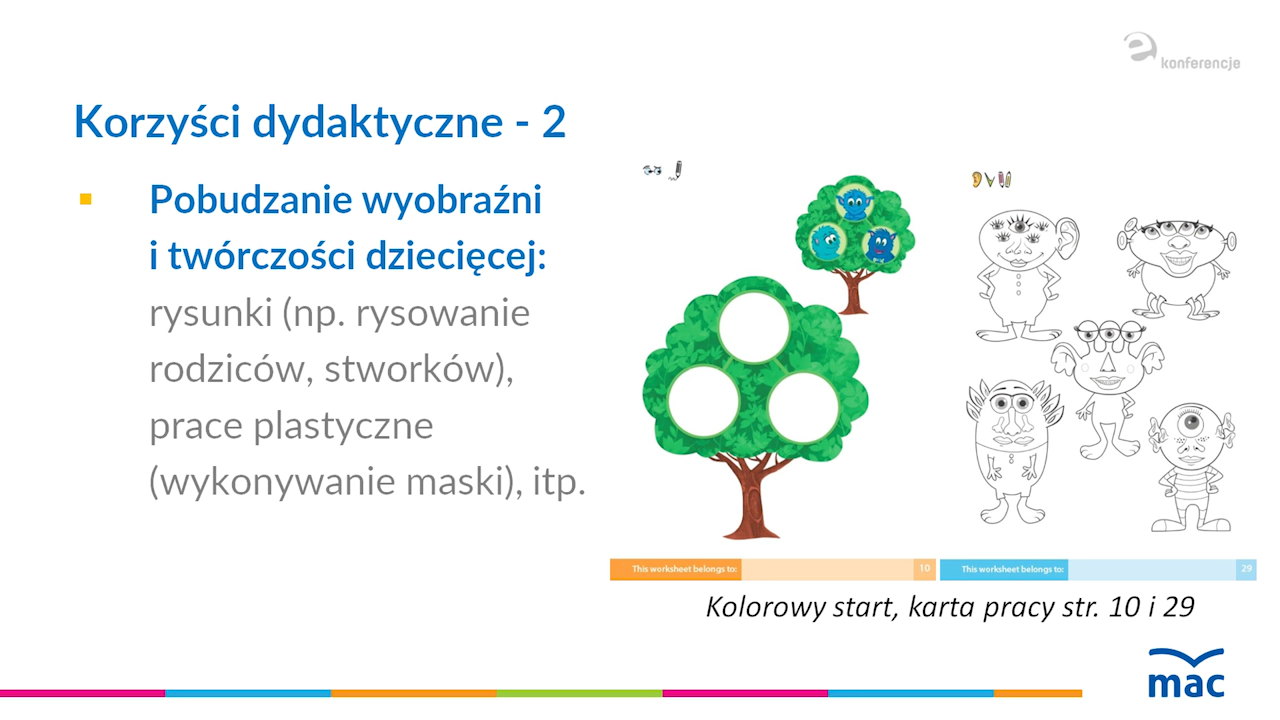 e konferencje
Korzyści dydaktyczne - 2
Pobudzanie wyobraźni
i twórczości dziecięcej:
rysunki (np. rysowanie
rodziców, stworków),
prace plastyczne
(wykonywanie maski), itp.
This worksheet belongs to: 10
This worksheet belongs to: 29
Kolorowy start, karta pracy str. 10 i 29
mac